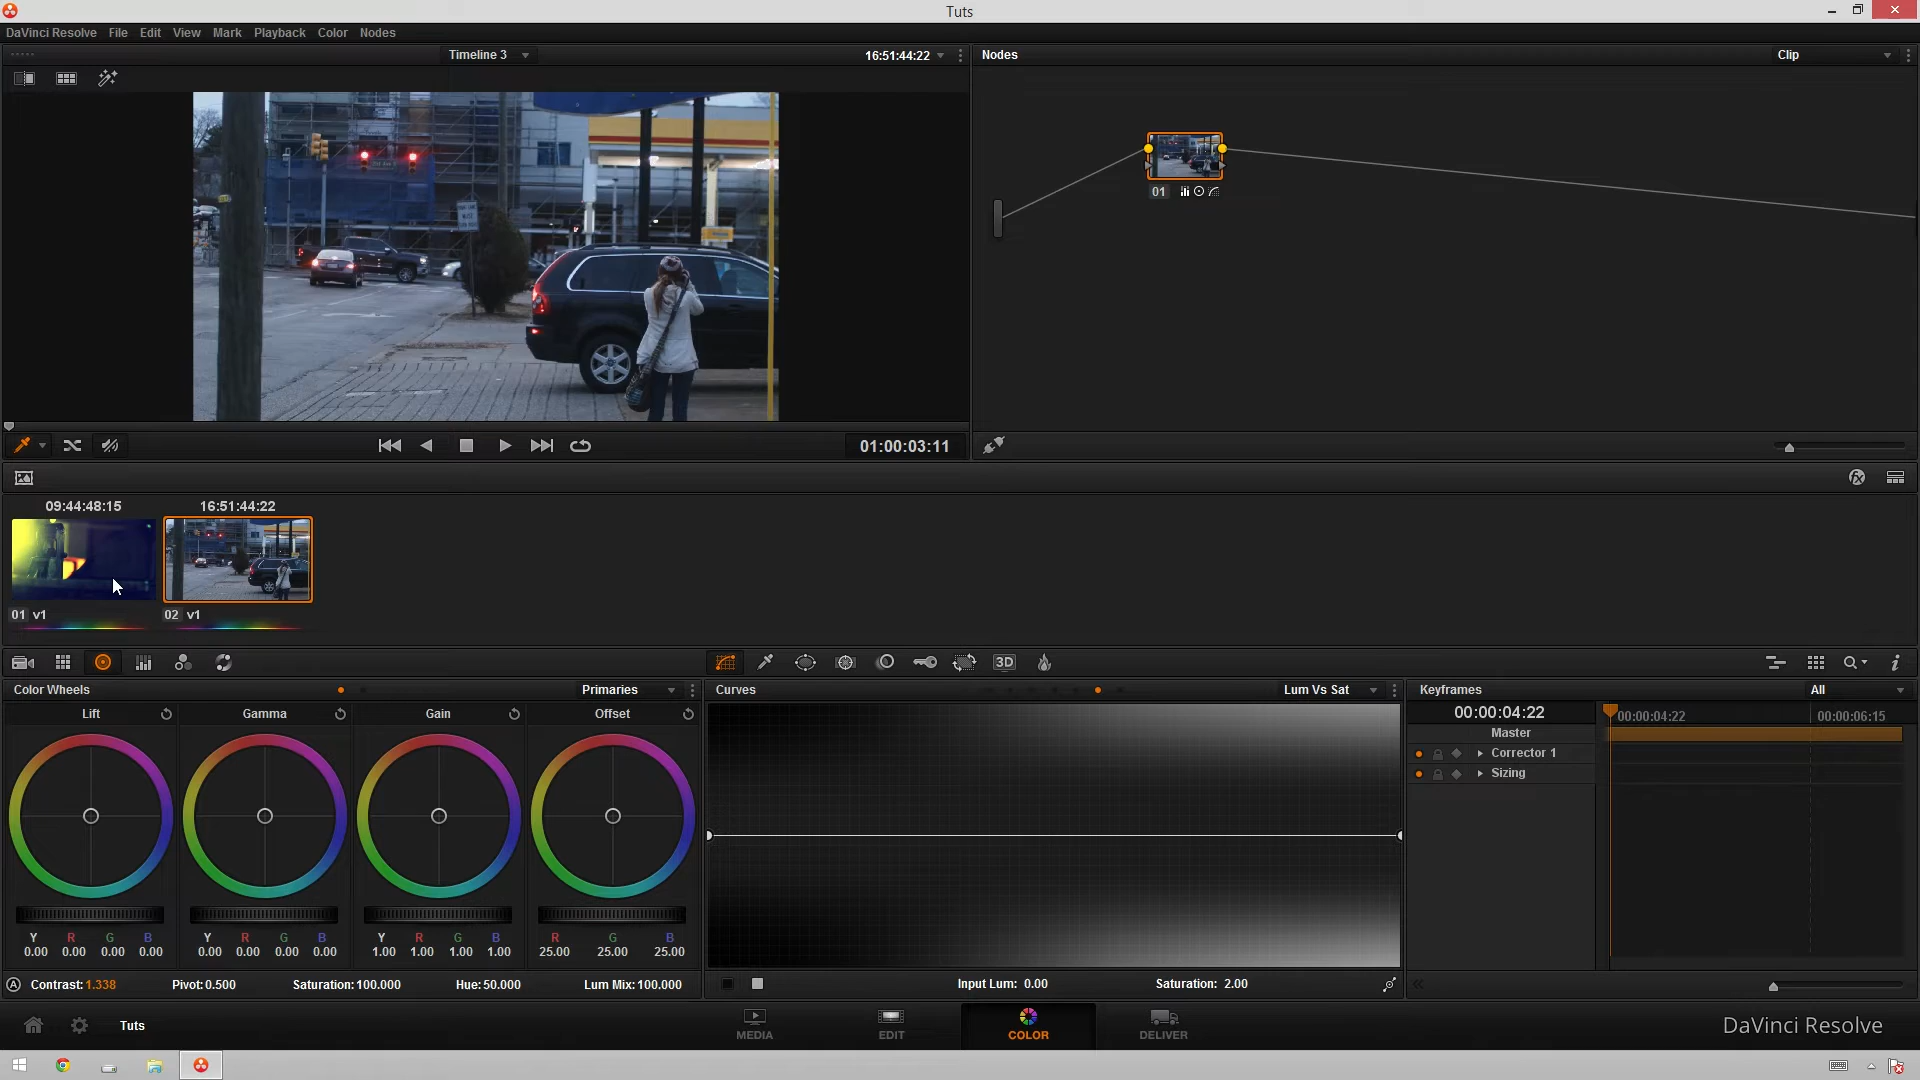 Tuts
DaVinci Resolve File Edit View Mark Playback Color Nodes
Timeline 3 16:51:44:22 Nodes Clip
01
01:00:03:11
09:44:48:15 16:51:44:22
01 v1 02 v1
3D
Color Wheels Primaries Curves Lum Vs Sat Keyframes All
Lift Gamma Gain Offset 00:00:04:22 00:00:04:22 00:00:06:15
Master
Corrector 1
Sizing
Y R G B Y R G B Y R G B R G B
0.00 0.00 0.00 0.00 0.00 0.00 0.00 0.00 1.00 1.00 1.00 1.00 25.00 25.00 25.00
A Contrast: 1.338 Pivot: 0.500 Saturation: 100.000 Hue: 50.000 Lum Mix: 100.000 Input Lum: 0.00 Saturation: 2.00
Tuts MEDIA EDIT COLOR DELIVER DaVinci Resolve